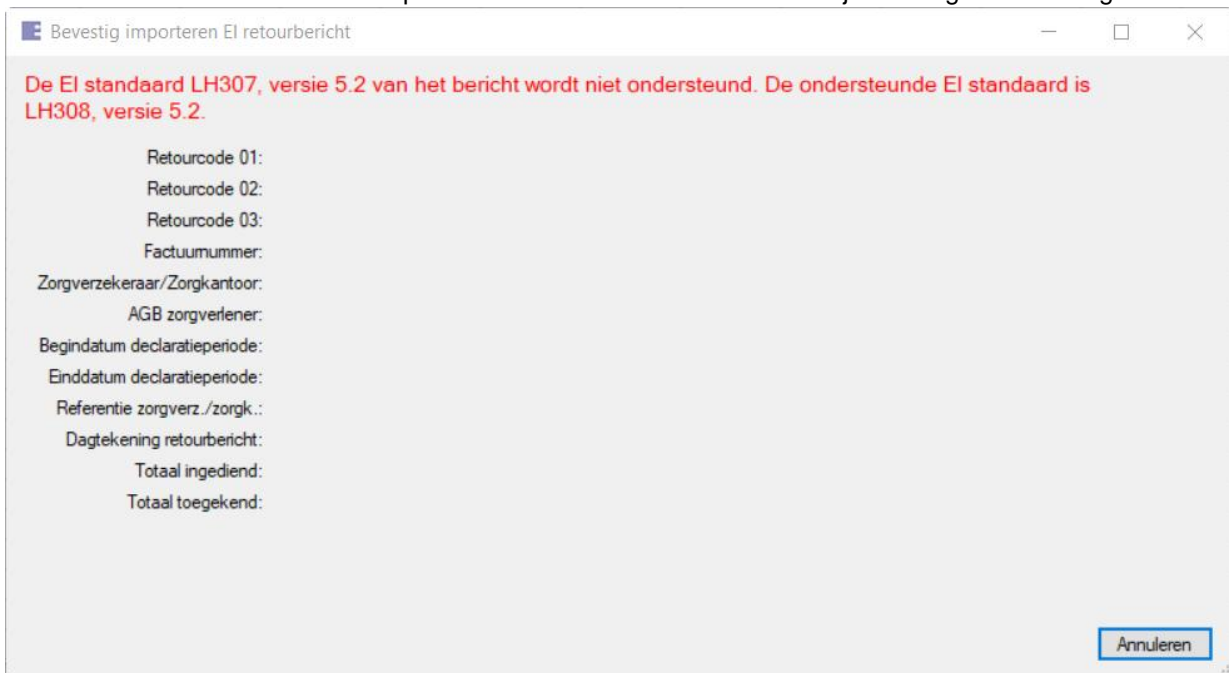 Bevestig importeren EI retourbericht
De EI standaard LH307, versie 5.2 van het bericht wordt niet ondersteund. De ondersteunde EI standaard is
LH308, versie 5.2.
Retourcode 01:
Retourcode 02:
Retourcode 03:
Factuurnummer:
Zorgverzekeraar/Zorgkantoor:
AGB zorgverlener:
Begindatum declaratieperiode:
Einddatum declaratieperiode:
Referentie zorgverz./zorgk.:
Dagtekening retourbericht:
Totaal ingediend:
Totaal toegekend:
Annuleren